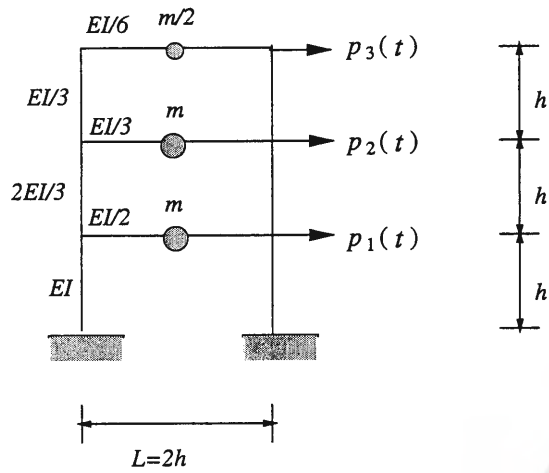 EI/6
m/2
p₃(t)
EI/3
EI/3
m
p₂(t)
h
2EI/3
EI/2
m
p₁(t)
h
EI
h
L=2h